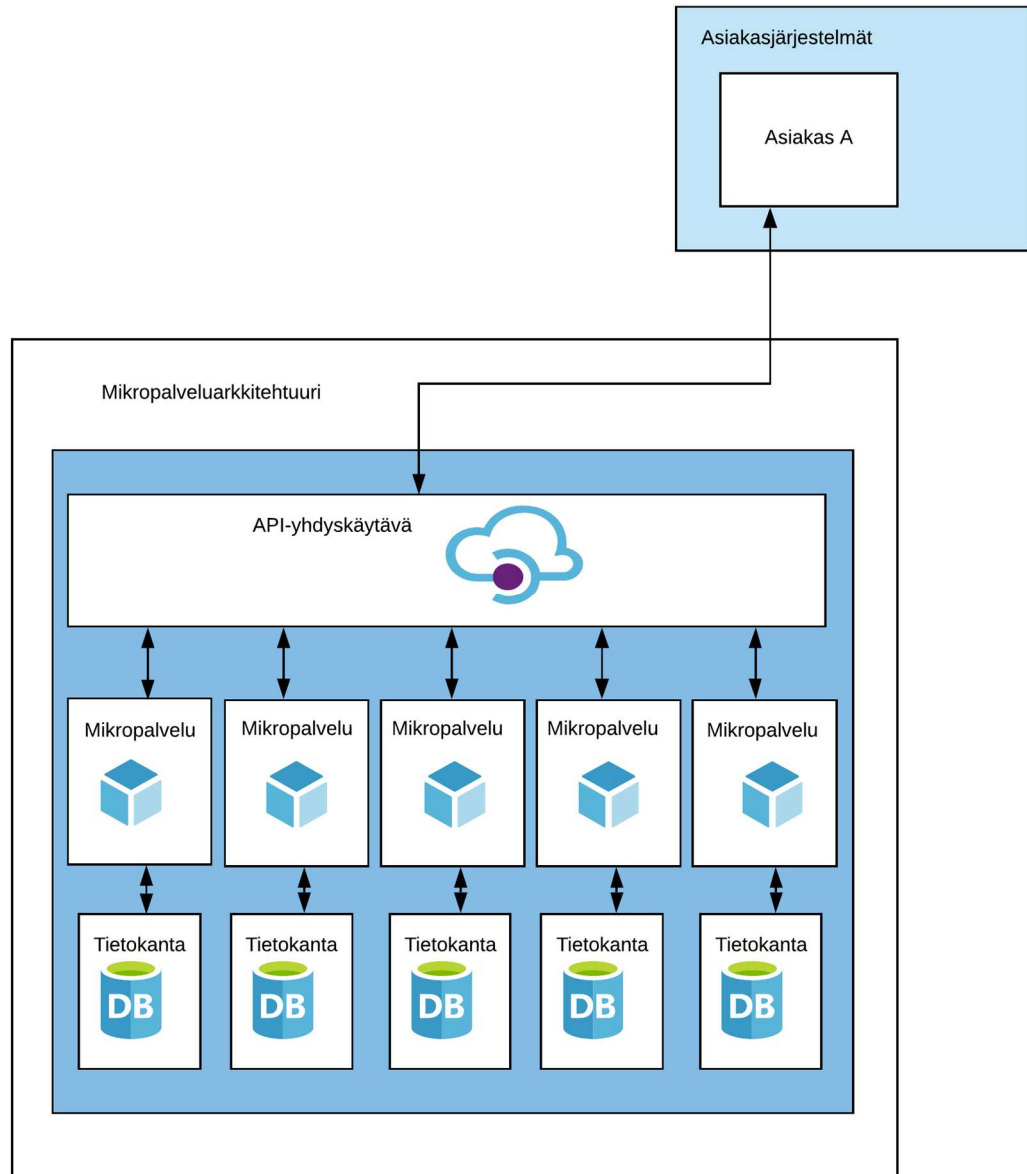 Asiakasjärjestelmät
Asiakas A
Mikropalveluarkkitehtuuri
API-yhdyskäytävä
Mikropalvelu
Mikropalvelu
Mikropalvelu
Mikropalvelu
Mikropalvelu
Tietokanta
Tietokanta
Tietokanta
Tietokanta
Tietokanta
DB
DB
DB
DB
DB